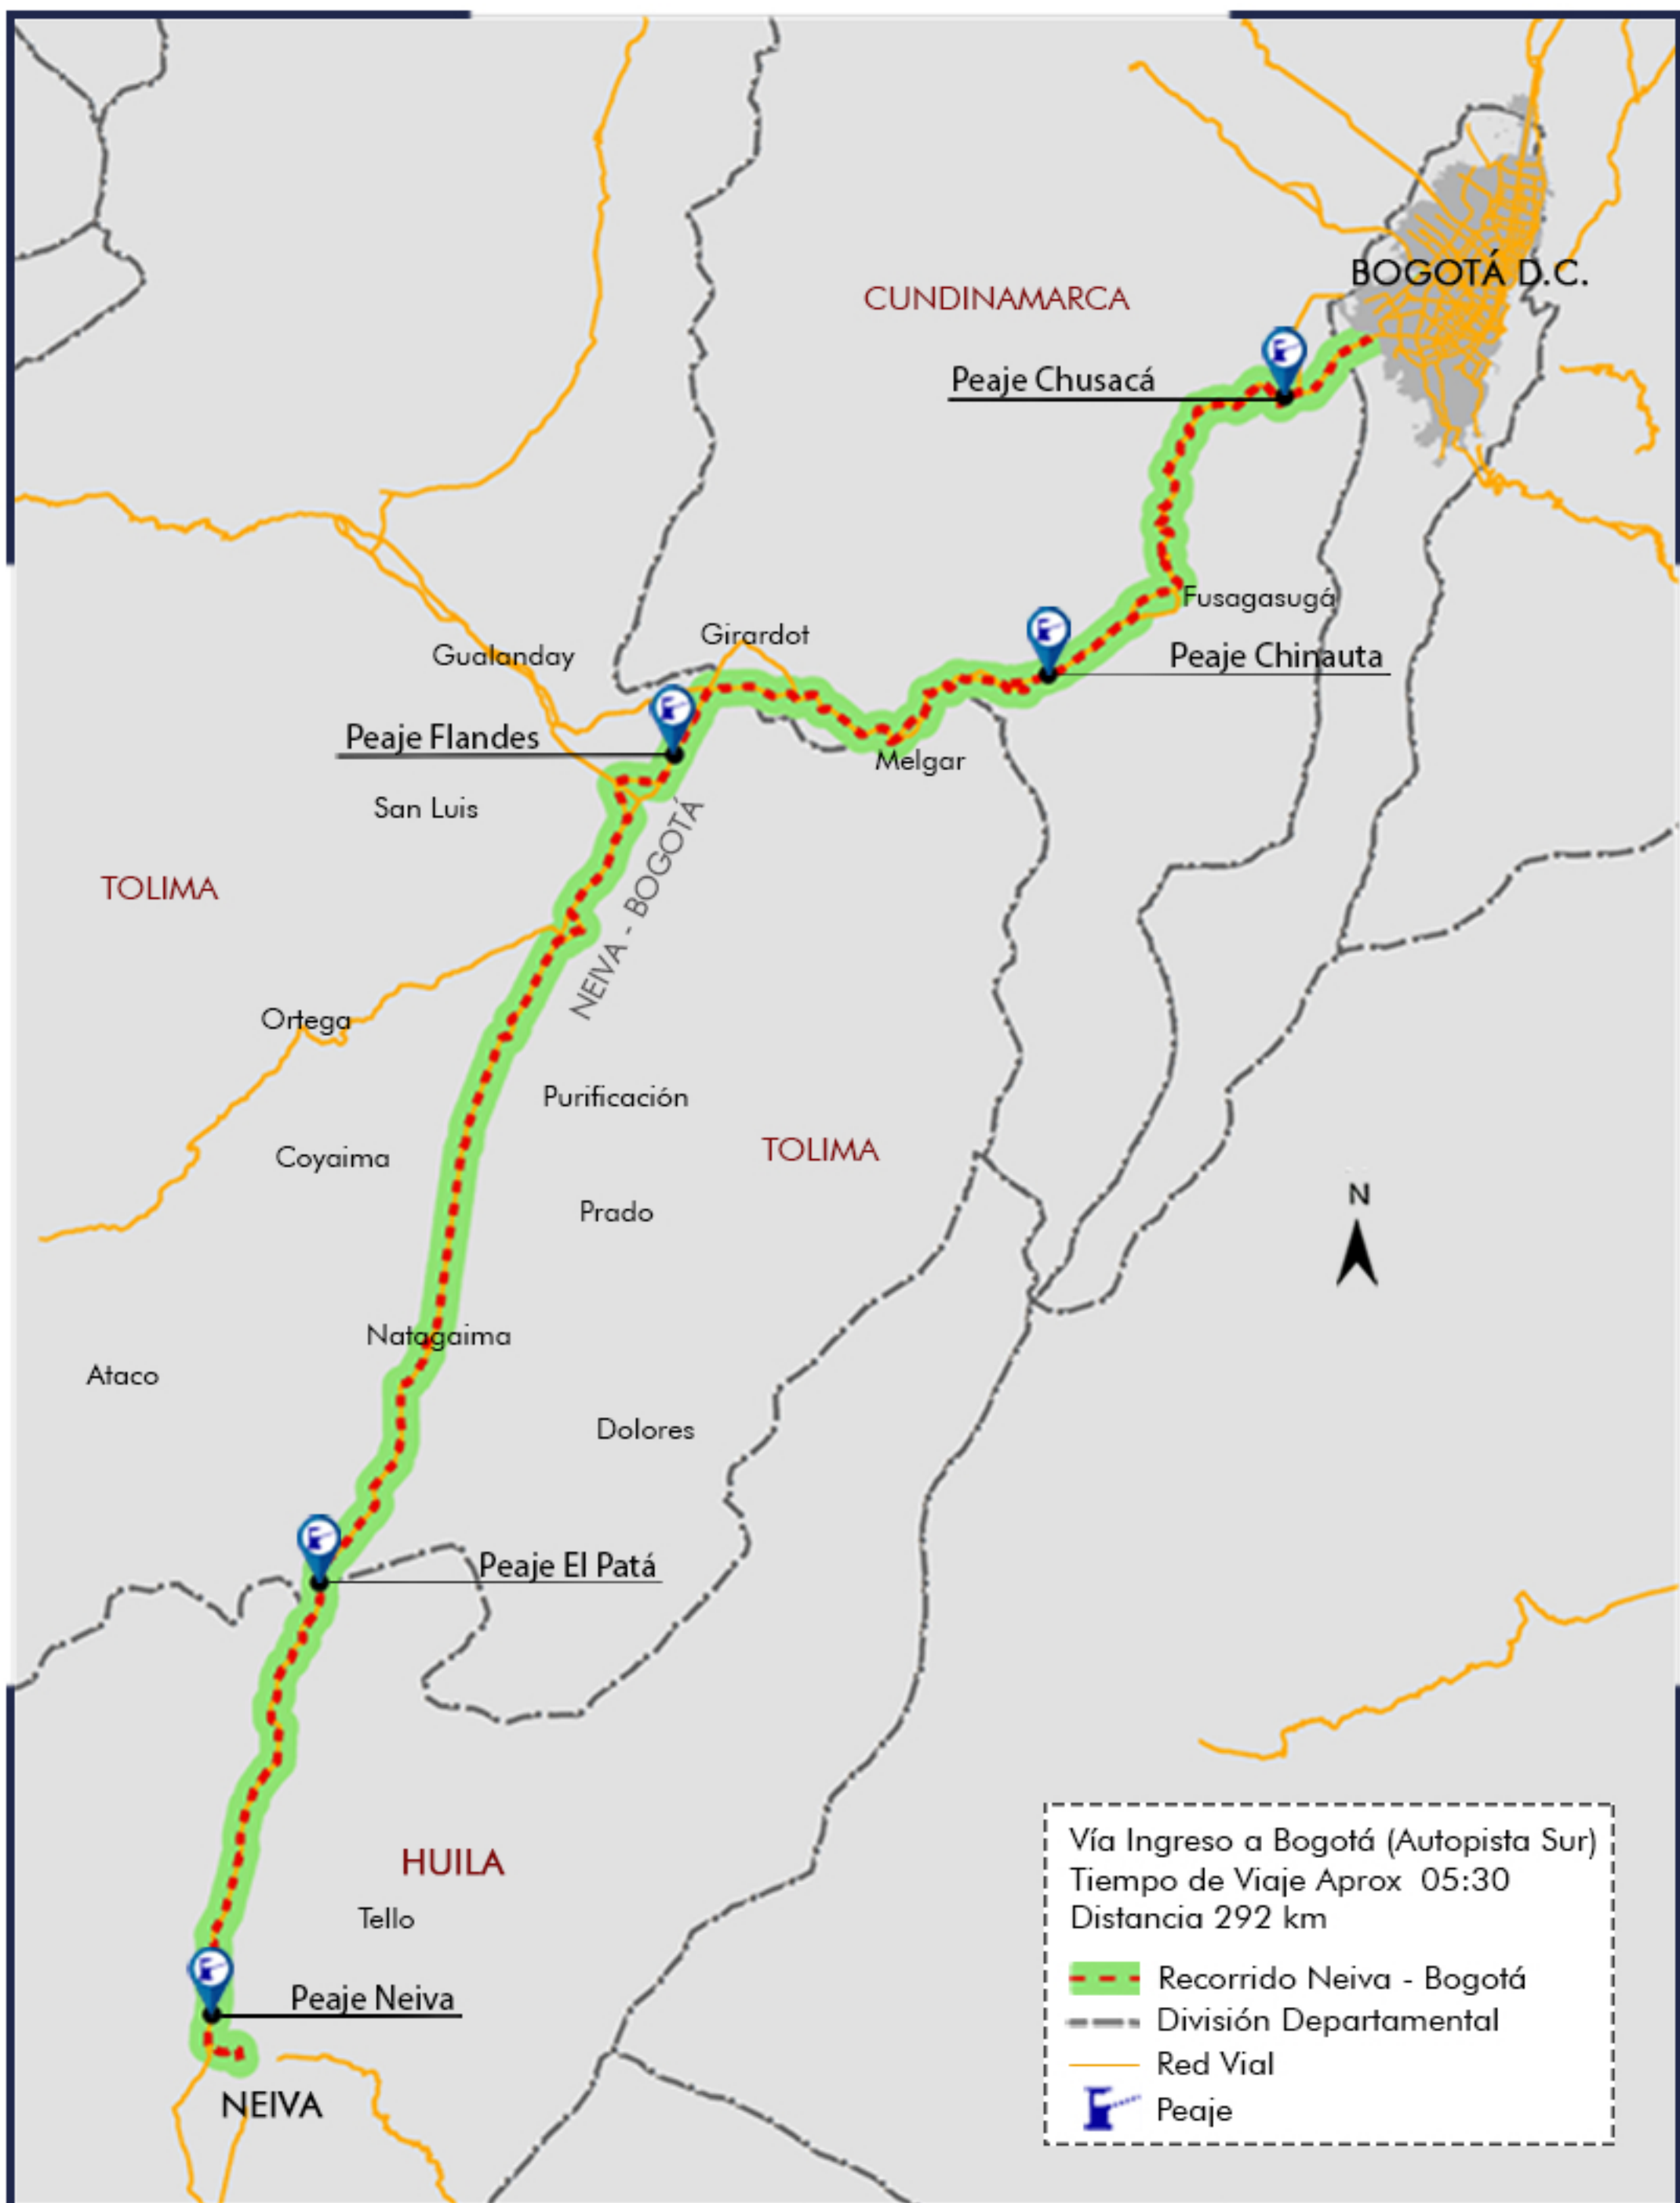 BOGOTÁ D.C.
CUNDINAMARCA
Peaje Chusacá
Fusagasugá
Girardot
Gualanday
Peaje Chinauta
Peaje Flandes
Melgar
San Luis
NEIVA - BOGOTÁ
TOLIMA
Ortega
Purificación
TOLIMA
Coyaima
N
Prado
Natagaima
Ataco
Dolores
Peaje El Patá
HUILA
Tello
Peaje Neiva
NEIVA
Vía Ingreso a Bogotá (Autopista Sur)
Tiempo de Viaje Aprox 05:30
Distancia 292 km
Recorrido Neiva - Bogotá
División Departamental
Red Vial
Peaje